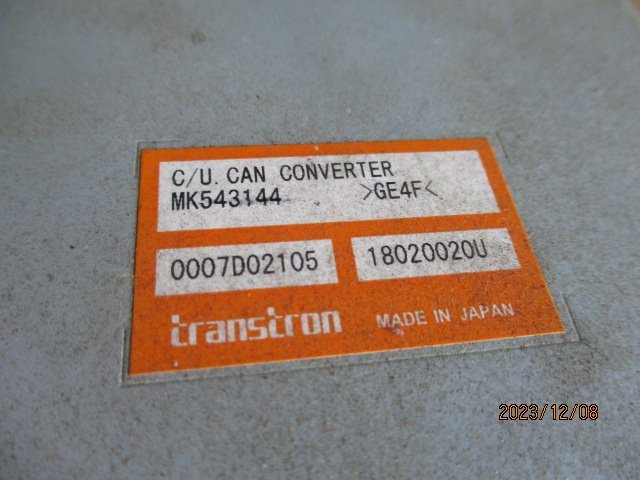 C/U. CAN CONVERTER
MK543144 >GE4F<
0007D02105 18020020U
transtron MADE IN JAPAN
2023/12/08